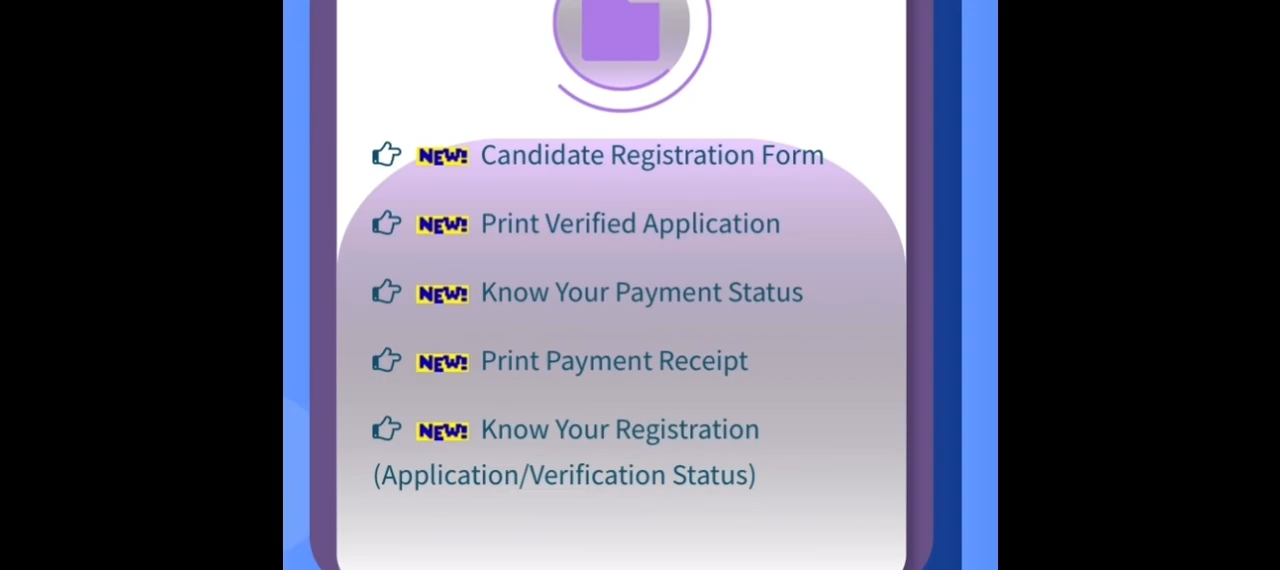 NEW! Candidate Registration Form
NEW! Print Verified Application
NEW! Know Your Payment Status
NEW! Print Payment Receipt
NEW! Know Your Registration
(Application/Verification Status)